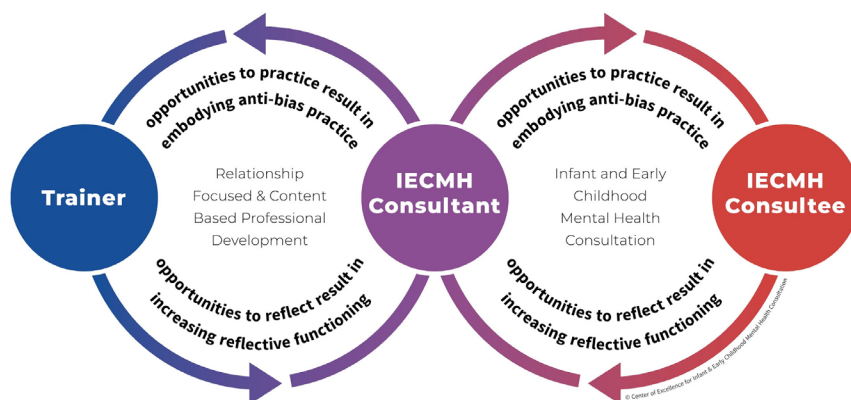 opportunities to practice result in
embodying anti-bias practice
opportunities to practice result in
embodying anti-bias practice
Trainer
Relationship
Focused & Content
Based Professional
Development
IECMH
Consultant
Infant and Early
Childhood
Mental Health
Consultation
IECMH
Consultee
opportunities to reflect result in
increasing reflective functioning
opportunities to reflect result in
increasing reflective functioning
© Center of Excellence for Infant & Early Childhood Mental Health Consultation